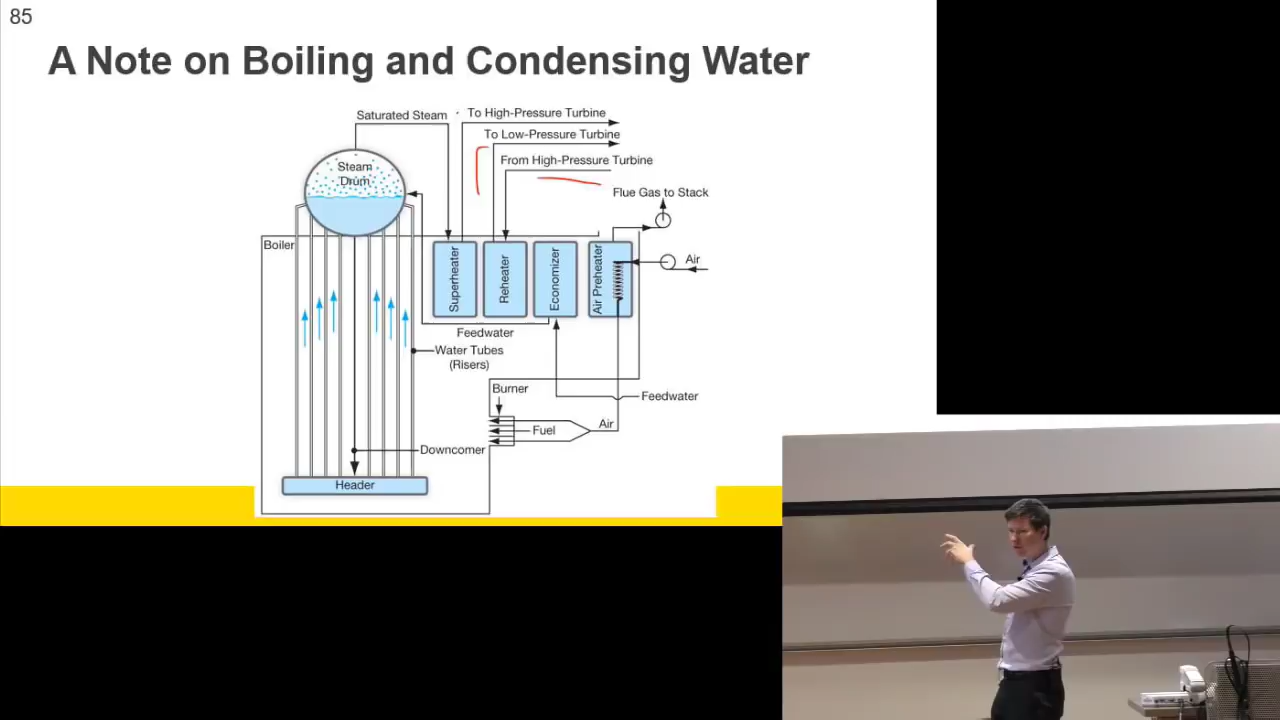 85
A Note on Boiling and Condensing Water
Saturated Steam
To High-Pressure Turbine
To Low-Pressure Turbine
From High-Pressure Turbine
Steam
Drum
Flue Gas to Stack
Boiler
Superheater
Reheater
Economizer
Air Preheater
Air
Feedwater
Water Tubes
(Risers)
Burner
Feedwater
Fuel
Air
Downcomer
Header